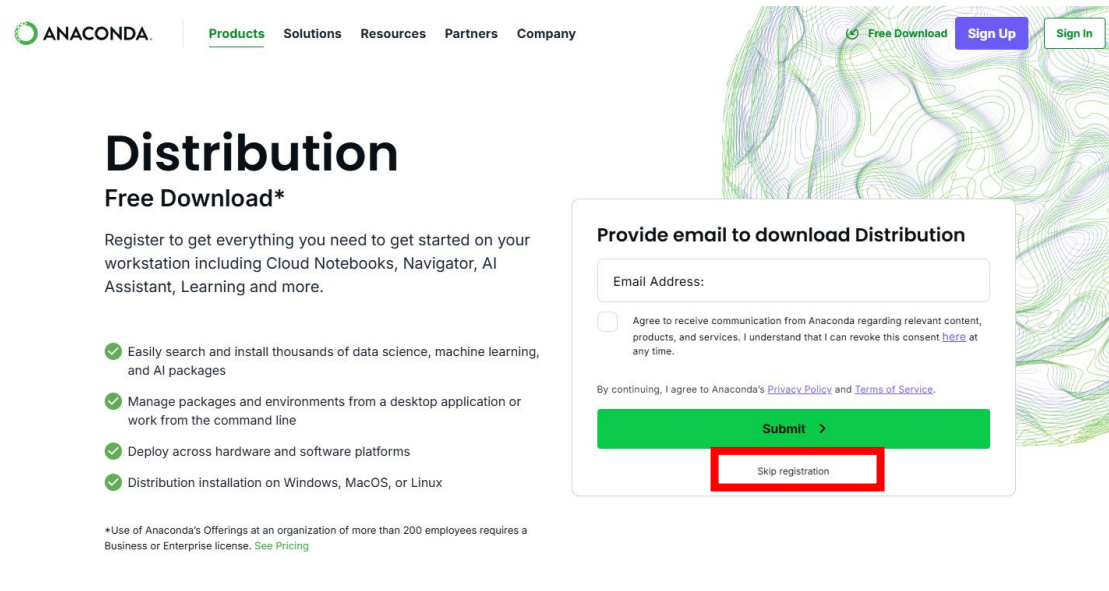 ANACONDA.
Products Solutions Resources Partners Company
Free Download Sign Up Sign In
Distribution
Free Download*
Register to get everything you need to get started on your
workstation including Cloud Notebooks, Navigator, AI
Assistant, Learning and more.
Easily search and install thousands of data science, machine learning,
and AI packages
Manage packages and environments from a desktop application or
work from the command line
Deploy across hardware and software platforms
Distribution installation on Windows, MacOS, or Linux
*Use of Anaconda's Offerings at an organization of more than 200 employees requires a
Business or Enterprise license. See Pricing
Provide email to download Distribution
Email Address:
Agree to receive communication from Anaconda regarding relevant content,
products, and services. I understand that I can revoke this consent here at
any time.
By continuing, I agree to Anaconda's Privacy Policy and Terms of Service.
Submit >
Skip registration